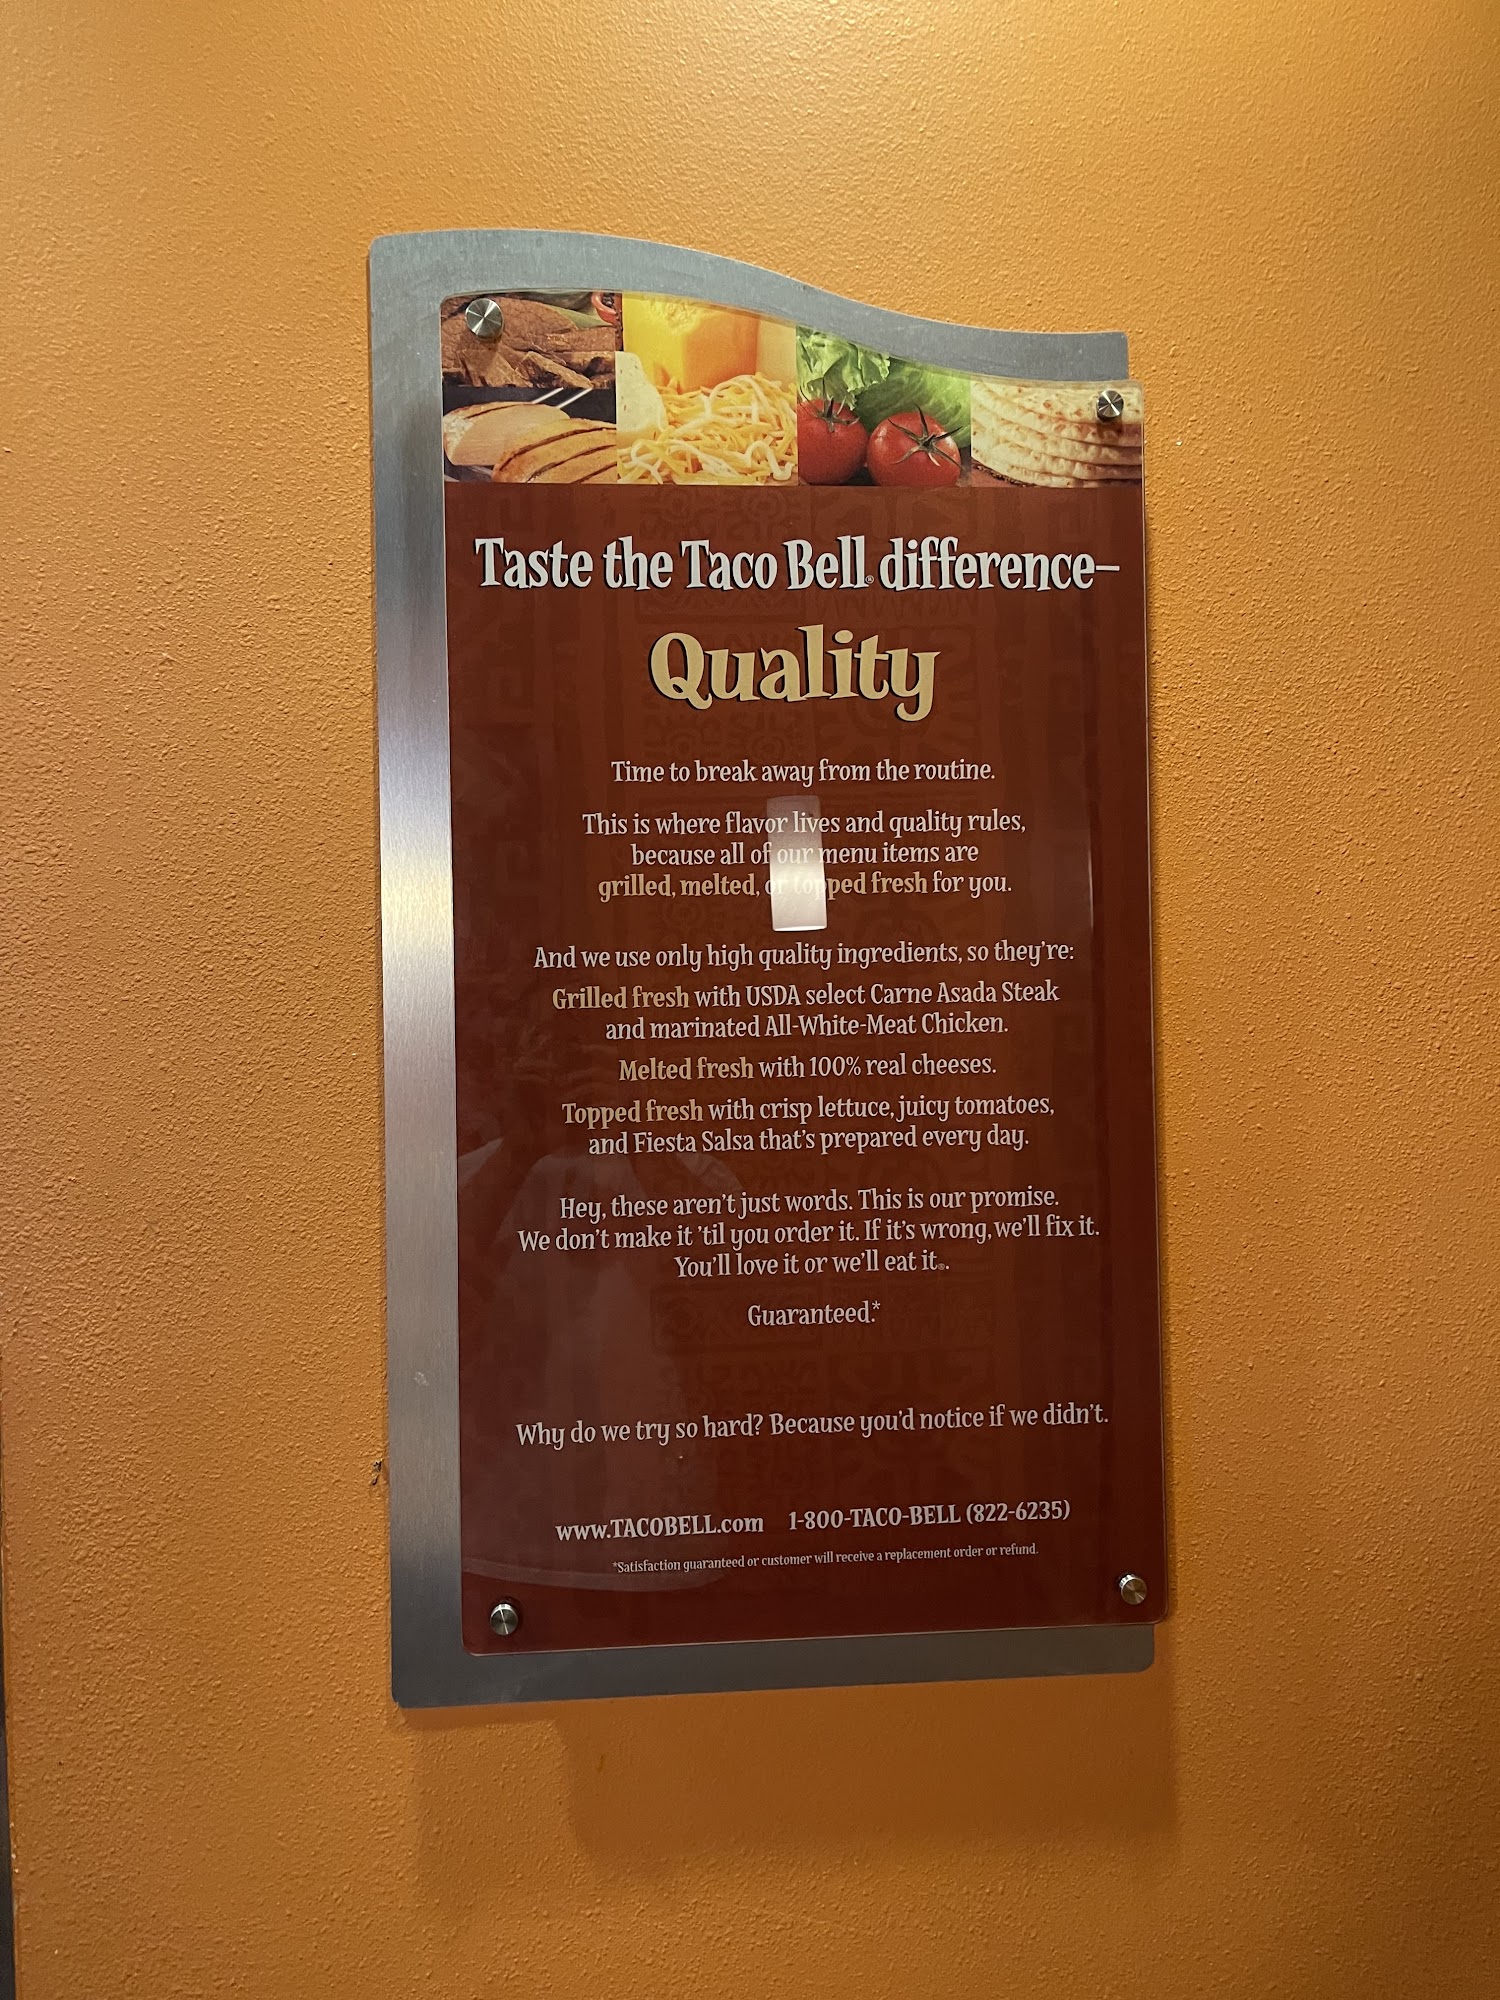 Taste the Taco Bell® difference–
Quality
Time to break away from the routine.
This is where flavor lives and quality rules,
because all of our menu items are
grilled, melted, or topped fresh for you.
And we use only high quality ingredients, so they're:
Grilled fresh with USDA select Carne Asada Steak
and marinated All-White-Meat Chicken.
Melted fresh with 100% real cheeses.
Topped fresh with crisp lettuce, juicy tomatoes,
and Fiesta Salsa that's prepared every day.
Hey, these aren't just words. This is our promise.
We don't make it 'til you order it. If it's wrong, we'll fix it.
You'll love it or we'll eat it®.
Guaranteed.*
Why do we try so hard? Because you'd notice if we didn't.
www.TACOBELL.com 1-800-TACO-BELL (822-6235)
*Satisfaction guaranteed or customer will receive a replacement order or refund.